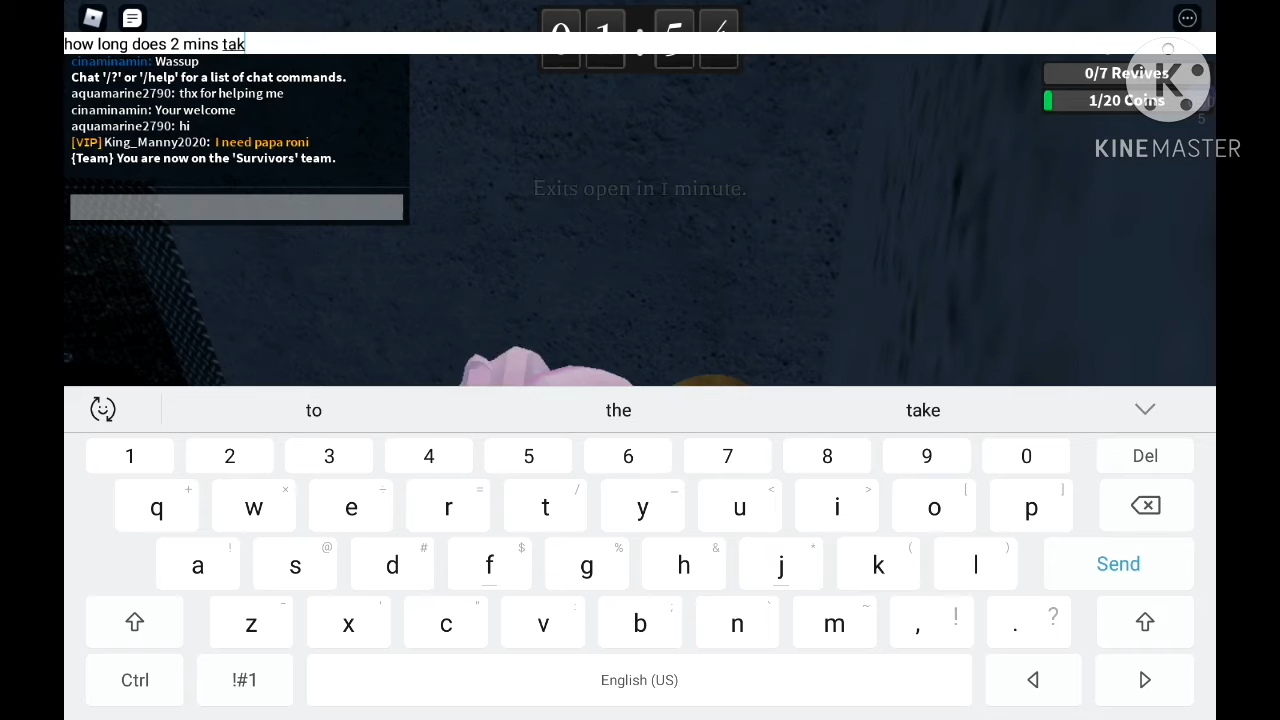 01:54
how long does 2 mins tak
cinaminamin: Wassup
Chat '/?' or '/help' for a list of chat commands.
aquamarine2790: thx for helping me
cinaminamin: Your welcome
aquamarine2790: hi
[VIP]King_Manny2020: I need papa roni
{Team} You are now on the 'Survivors' team.
0/7 Revives
1/20 Coins
5
K
KINEMASTER
Exits open in 1 minute.
to the take
1 2 3 4 5 6 7 8 9 0 Del
+ × ÷ = / _ < > [ ]
q w e r t y u i o p
! @ # $ % & * ( )
a s d f g h j k l Send
- ' " : ; ` ~ ! ?
z x c v b n m , .
Ctrl !#1 English (US)